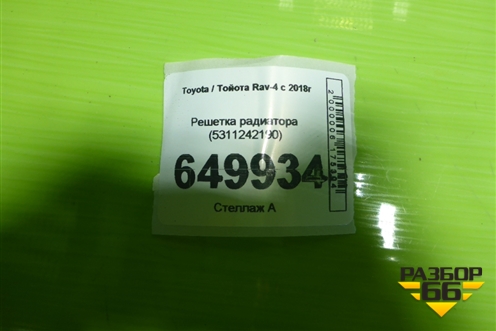 Toyota / Тойота Rav-4 с 2018г
Решетка радиатора
(5311242190)
649934
Стеллаж А
РАЗБОР
66